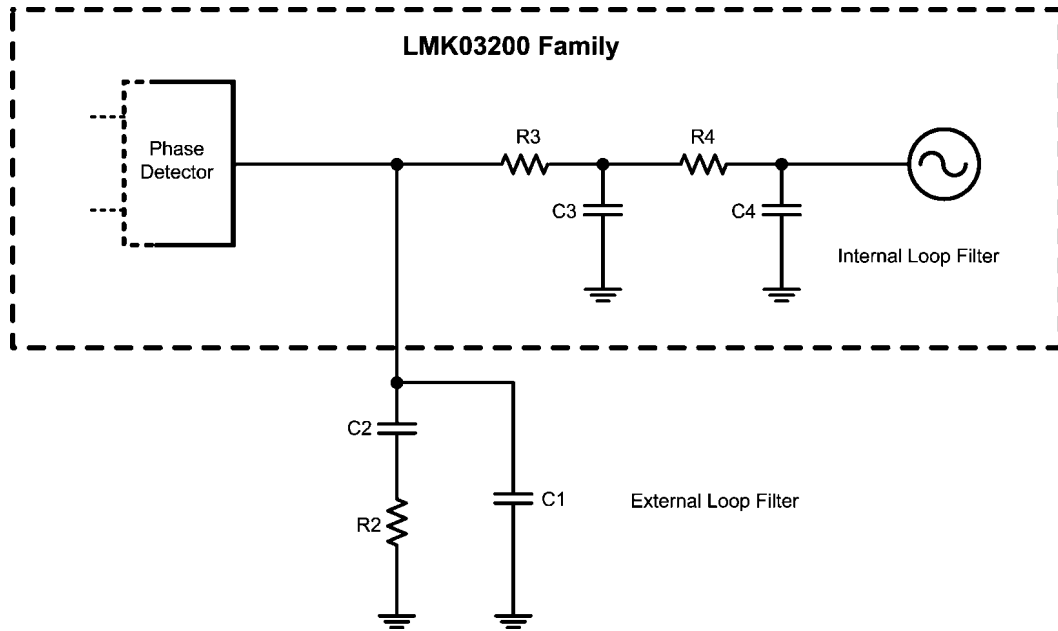 LMK03200 Family
Phase
Detector
R3
R4
C3
C4
Internal Loop Filter
C2
R2
C1
External Loop Filter